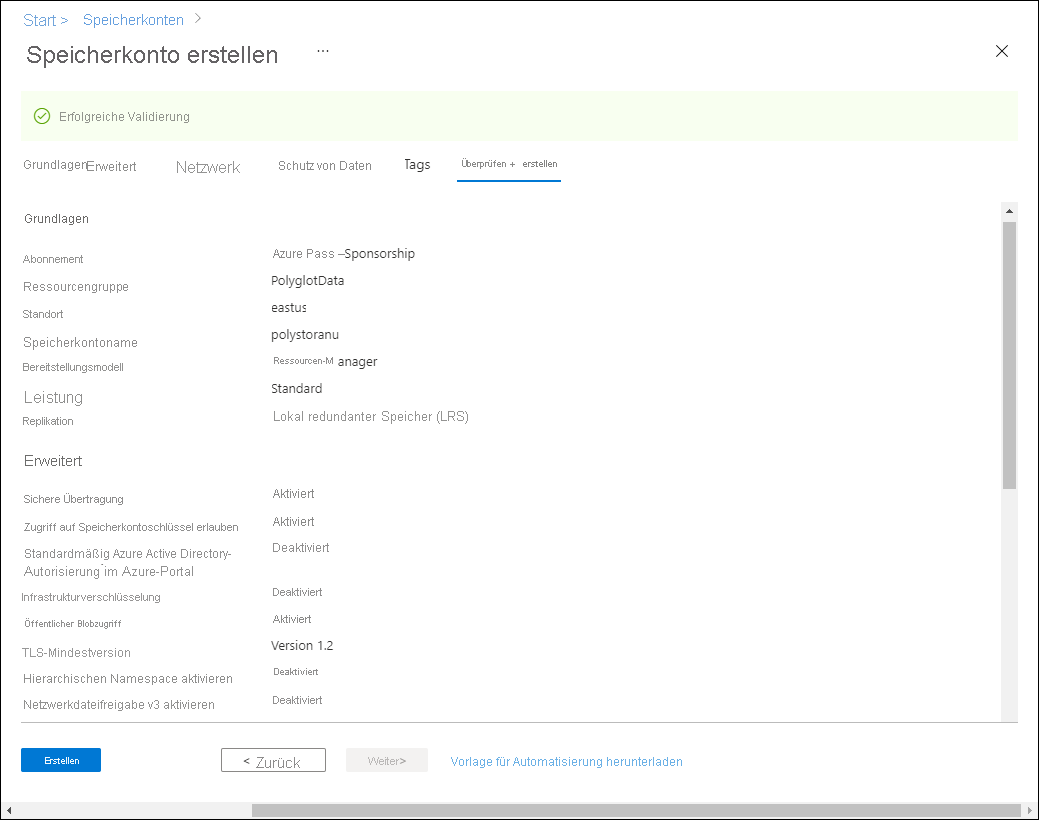 Start > Speicherkonten >
Speicherkonto erstellen ...
Erfolgreiche Validierung
Grundlagen Erweitert Netzwerk Schutz von Daten Tags Überprüfen + erstellen
Grundlagen
Abonnement Azure Pass –Sponsorship
Ressourcengruppe PolyglotData
Standort eastus
Speicherkontoname polystoranu
Bereitstellungsmodell Ressourcen-M anager
Leistung Standard
Replikation Lokal redundanter Speicher (LRS)
Erweitert
Sichere Übertragung Aktiviert
Zugriff auf Speicherkontoschlüssel erlauben Aktiviert
Standardmäßig Azure Active Directory- Deaktiviert
Autorisierung im Azure-Portal
Infrastrukturverschlüsselung Deaktiviert
Öffentlicher Blobzugriff Aktiviert
TLS-Mindestversion Version 1.2
Hierarchischen Namespace aktivieren Deaktiviert
Netzwerkdateifreigabe v3 aktivieren Deaktiviert
Erstellen < Zurück Weiter> Vorlage für Automatisierung herunterladen